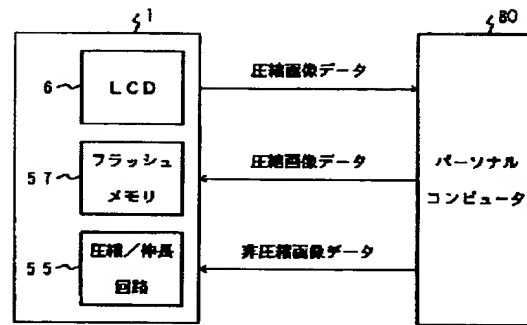 1
80
6
LCD
圧縮画像データ
57
フラッシュ
メモリ
圧縮画像データ
パーソナル
コンピュータ
55
圧縮／伸長
回路
非圧縮画像データ